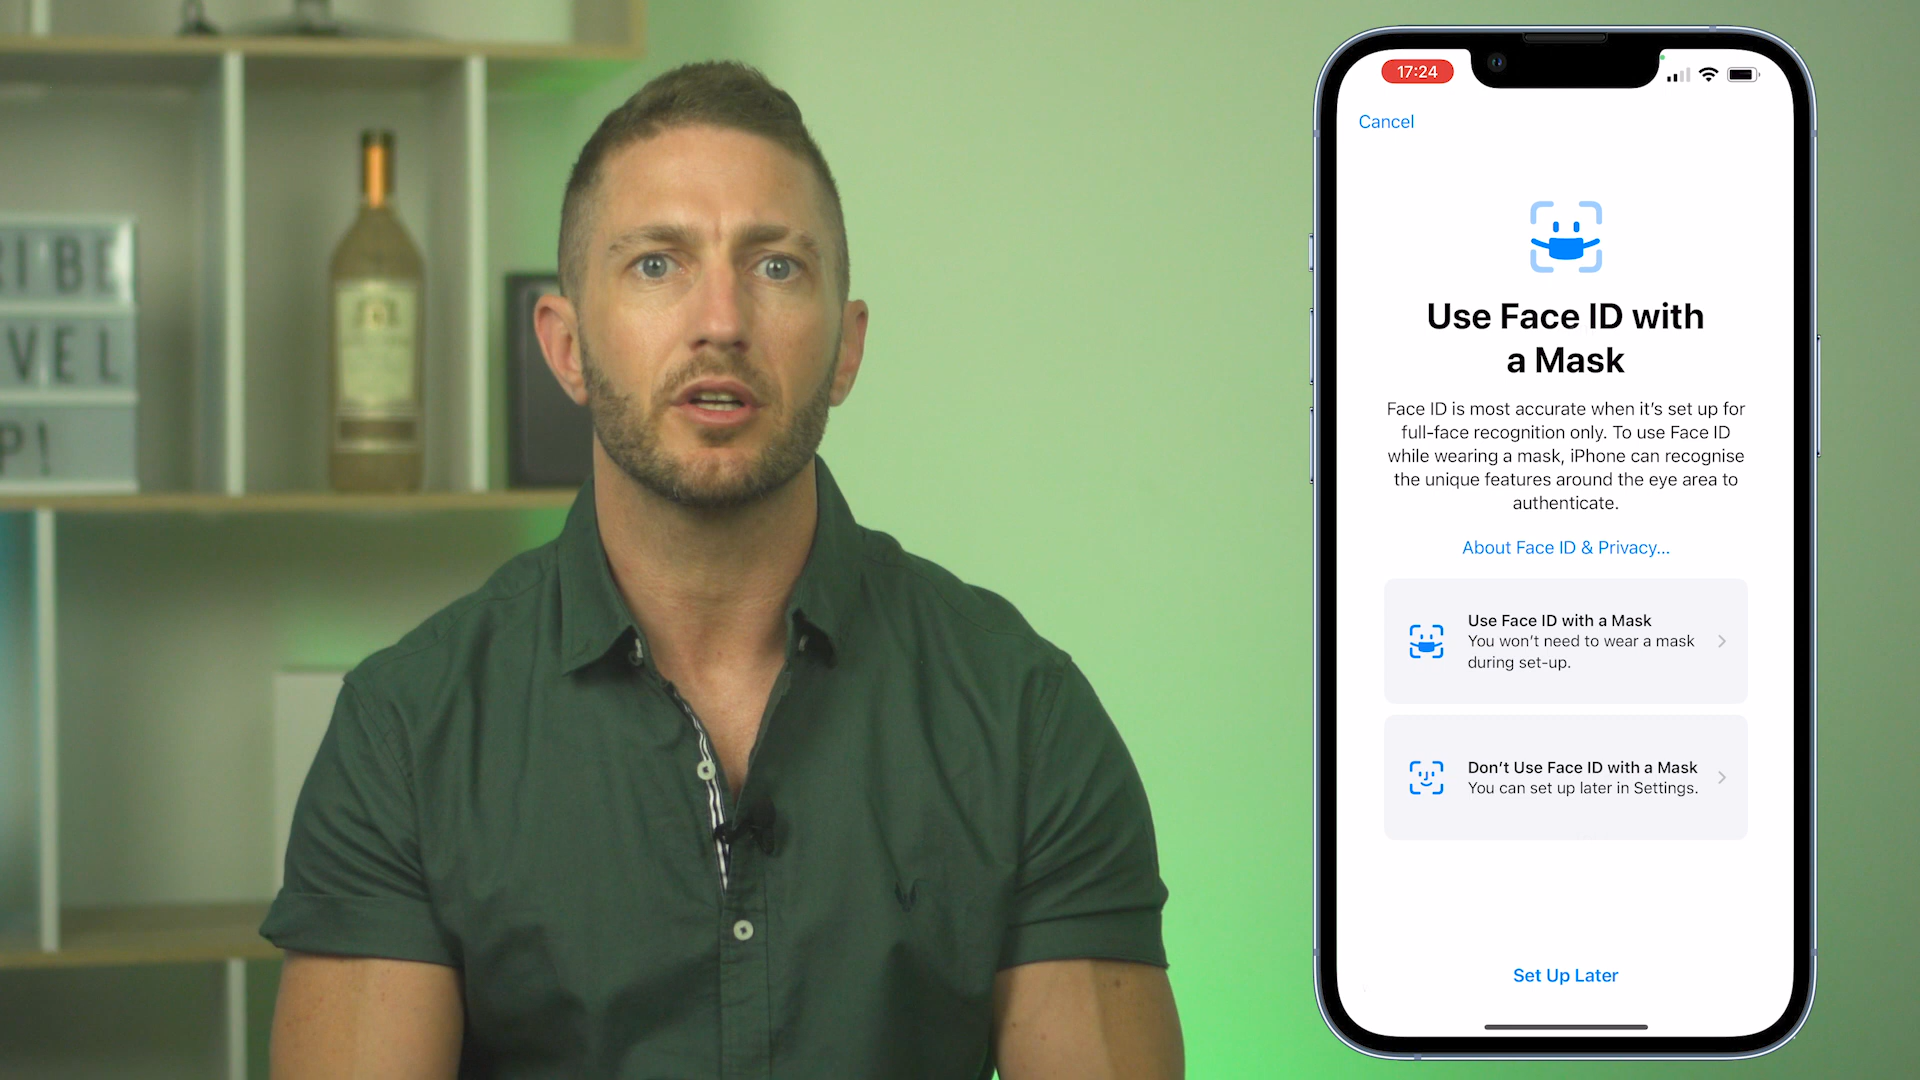 RIBE
VEL
P!
17:24
Cancel
Use Face ID with
a Mask
Face ID is most accurate when it’s set up for
full-face recognition only. To use Face ID
while wearing a mask, iPhone can recognise
the unique features around the eye area to
authenticate.
About Face ID & Privacy...
Use Face ID with a Mask
You won’t need to wear a mask
during set-up.
Don’t Use Face ID with a Mask
You can set up later in Settings.
Set Up Later